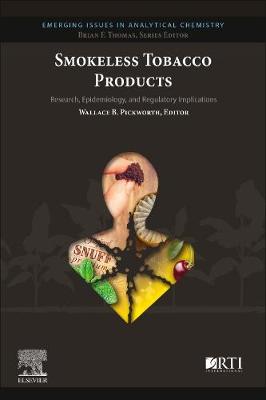 EMERGING ISSUES IN ANALYTICAL CHEMISTRY
BRIAN F. THOMAS, SERIES EDITOR
SMOKELESS TOBACCO
PRODUCTS
Research, Epidemiology, and Regulatory Implications
WALLACE B. PICKWORTH, EDITOR
SNUFF
ELSEVIER
RTI
INTERNATIONAL